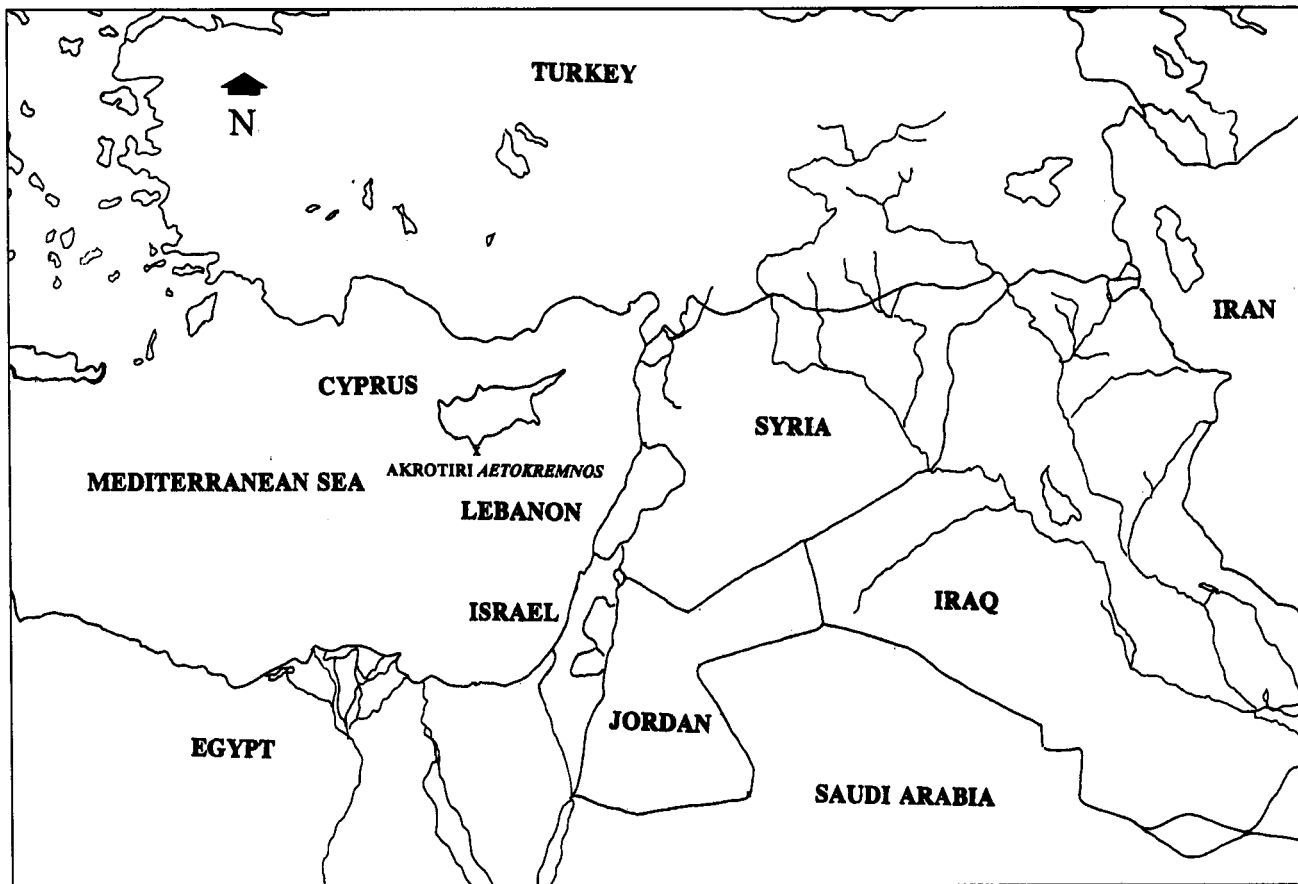 TURKEY
N
IRAN
CYPRUS
SYRIA
AKROTIRI AETOKREMNOS
MEDITERRANEAN SEA
LEBANON
ISRAEL
IRAQ
JORDAN
EGYPT
SAUDI ARABIA